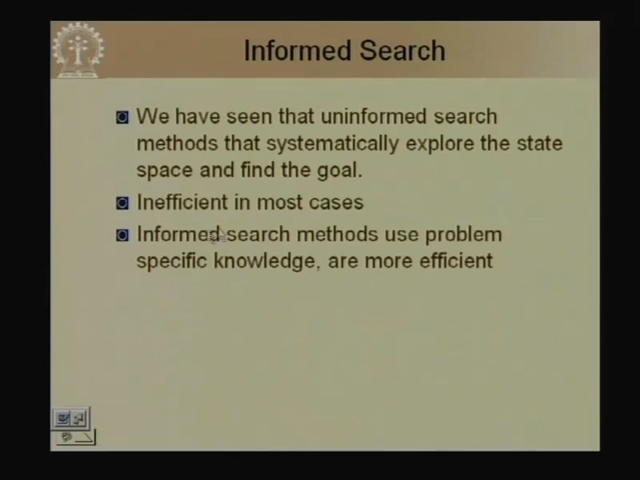 Informed Search
We have seen that uninformed search
methods that systematically explore the state
space and find the goal.
Inefficient in most cases
Informed search methods use problem
specific knowledge, are more efficient